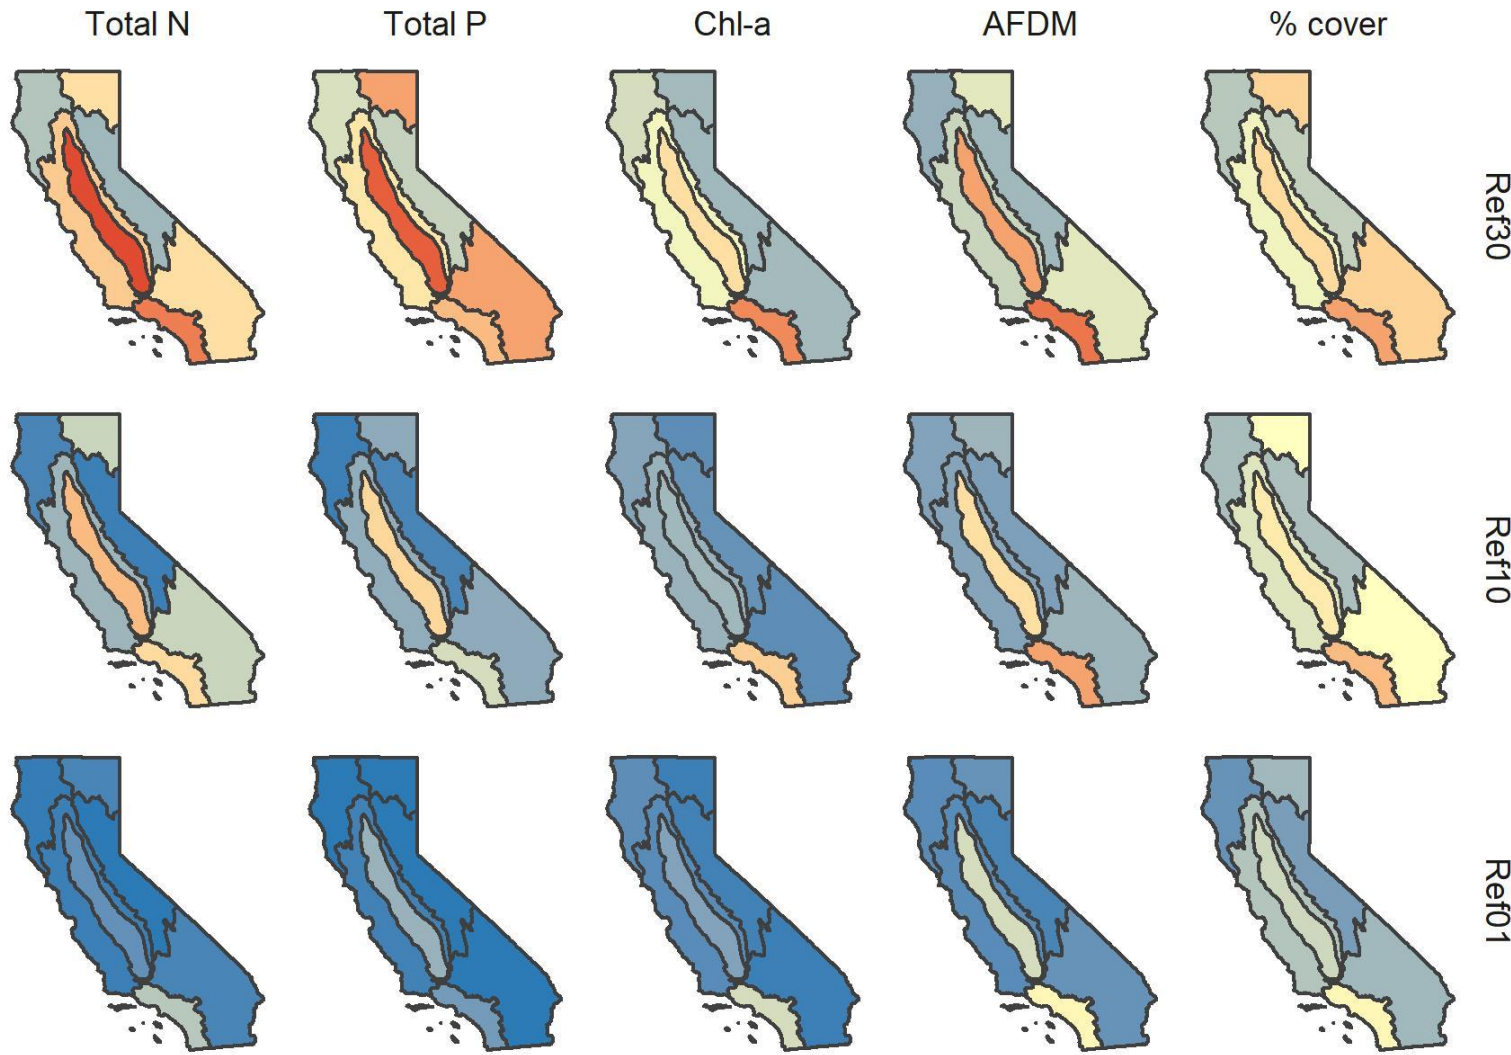 Total N
Total P
Chl-a
AFDM
% cover
Ref30
Ref10
Ref01